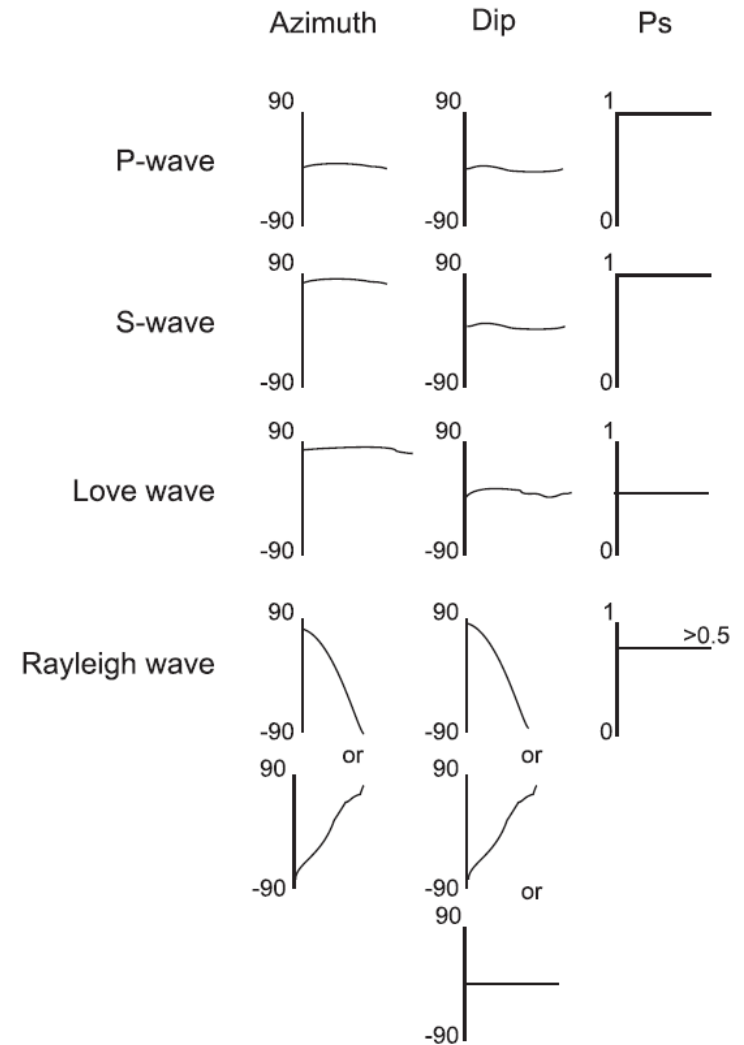 Azimuth Dip Ps
90 90 1
P-wave
-90 -90 0
90 90 1
S-wave
-90 -90 0
90 90 1
Love wave
-90 -90 0
90 90 1
>0.5
Rayleigh wave
-90 -90 0
or or
90 90
-90 -90
or
90
-90